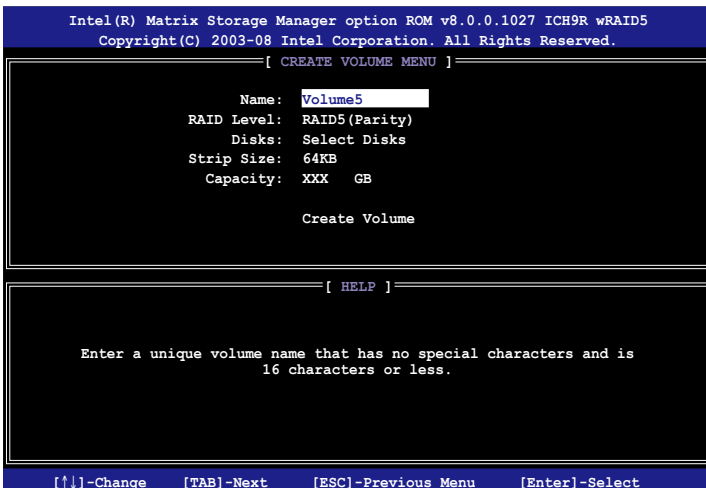 Intel(R) Matrix Storage Manager option ROM v8.0.0.1027 ICH9R wRAID5
Copyright(C) 2003-08 Intel Corporation. All Rights Reserved.
[ CREATE VOLUME MENU ]
Name: Volume5
RAID Level: RAID5(Parity)
Disks: Select Disks
Strip Size: 64KB
Capacity: XXX GB
Create Volume
[ HELP ]
Enter a unique volume name that has no special characters and is
16 characters or less.
[↑↓]-Change [TAB]-Next [ESC]-Previous Menu [Enter]-Select